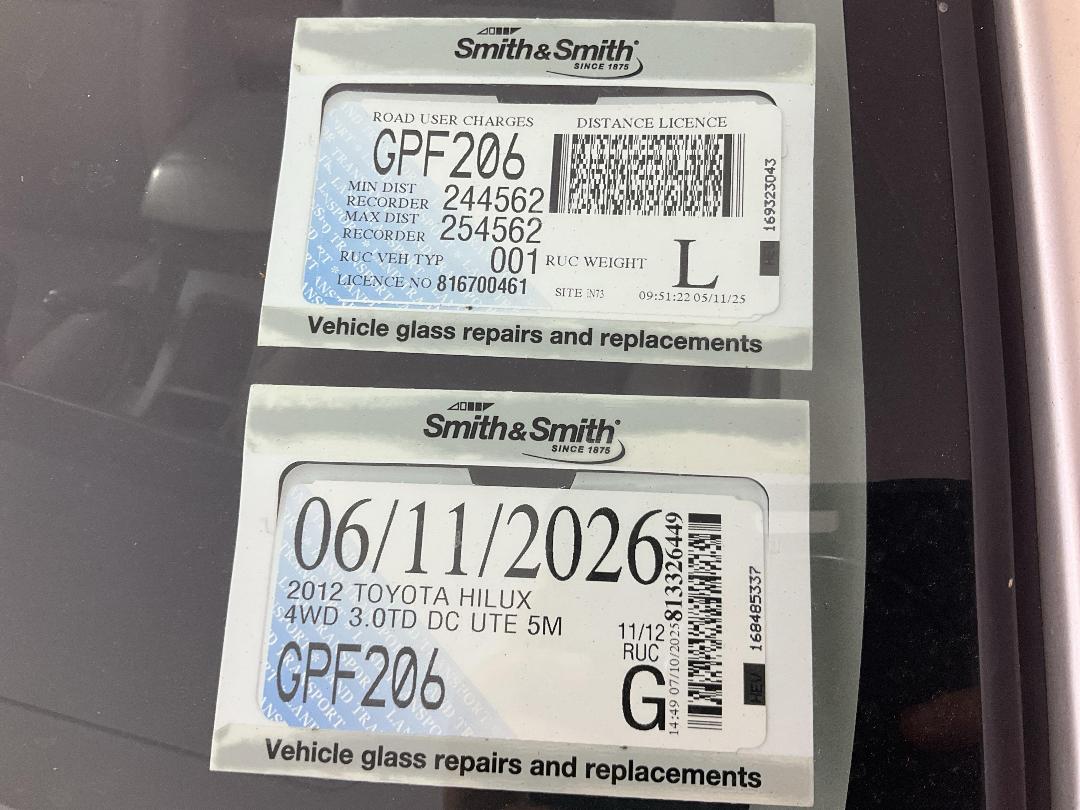 Smith&Smith
SINCE 1875
ROAD USER CHARGES DISTANCE LICENCE
GPF206
MIN DIST
RECORDER 244562
MAX DIST
RECORDER 254562
RUC VEH TYP 001 RUC WEIGHT L
LICENCE NO 816700461 SITE IN73 09:51:22 05/11/25
169323043
Vehicle glass repairs and replacements
Smith&Smith
SINCE 1875
06/11/2026
2012 TOYOTA HILUX
4WD 3.0TD DC UTE 5M
GPF206
11/12
RUC
G
14:49 07/10/2025 813326449
168485337
Vehicle glass repairs and replacements